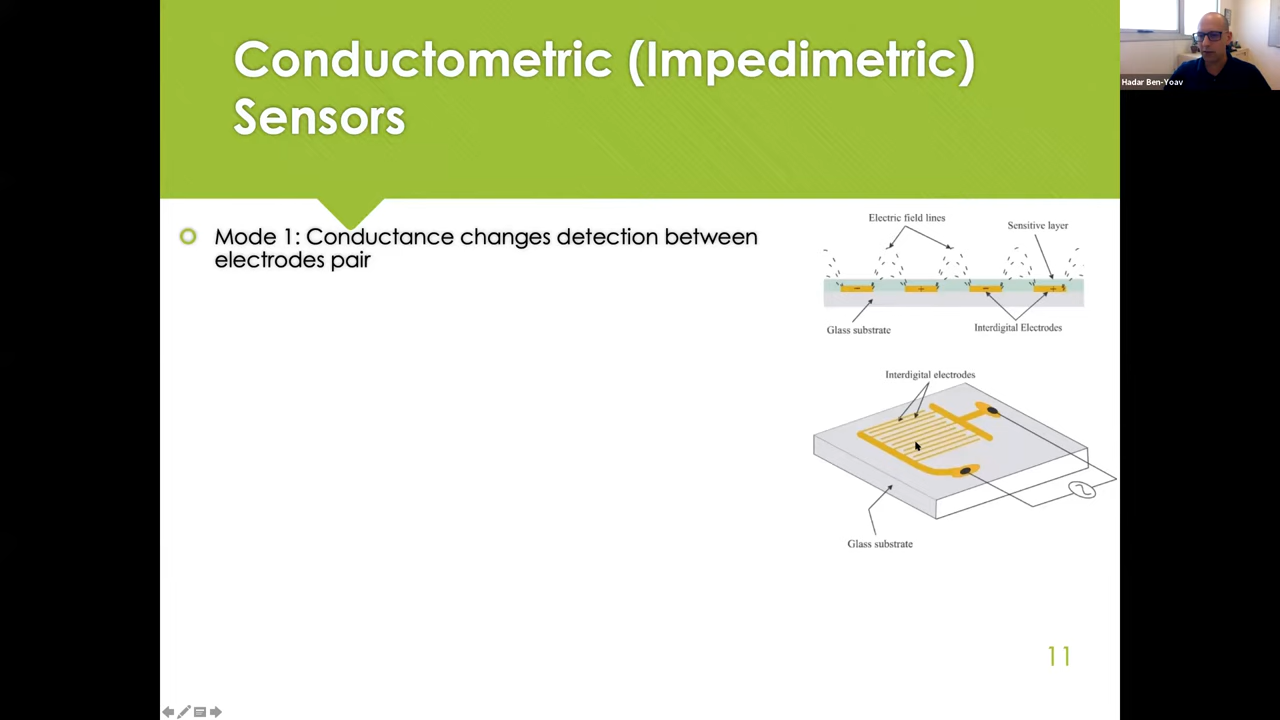 Conductometric (Impedimetric)
Sensors
Hadar Ben-Yoav
Mode 1: Conductance changes detection between
electrodes pair
Electric field lines
Sensitive layer
− + − +
Glass substrate
Interdigital Electrodes
Interdigital electrodes
Glass substrate
11